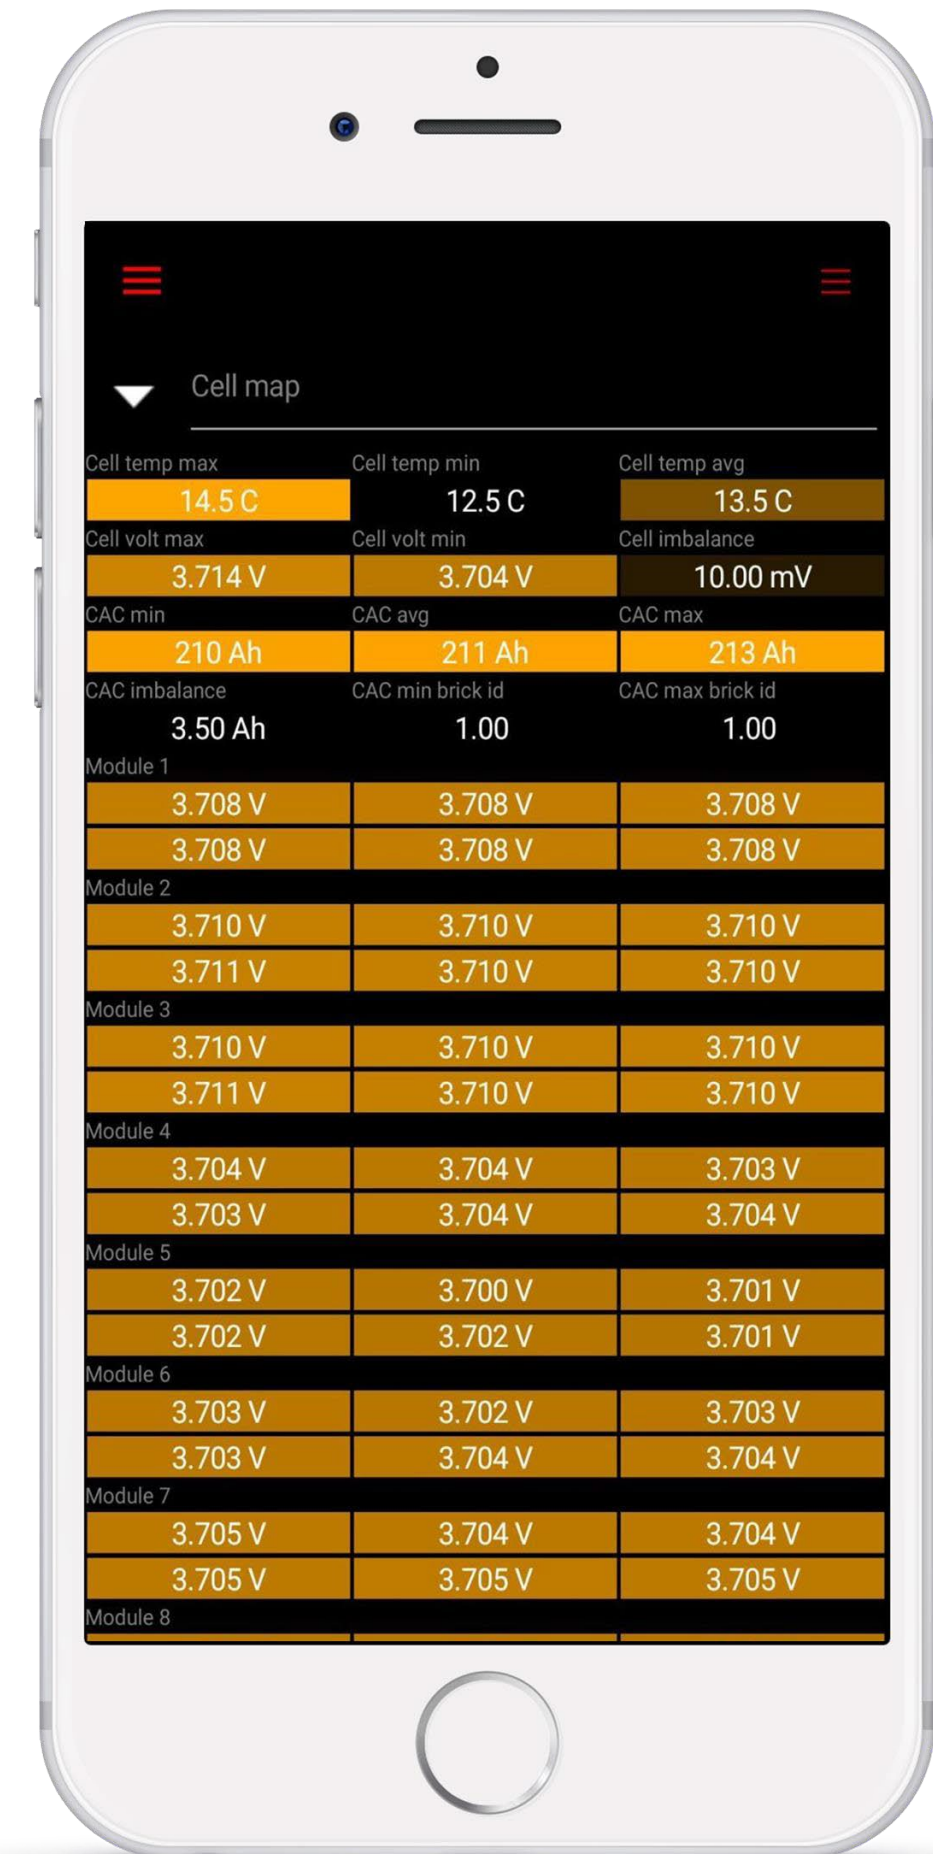 Cell map
Cell temp max Cell temp min Cell temp avg
14.5 C 12.5 C 13.5 C
Cell volt max Cell volt min Cell imbalance
3.714 V 3.704 V 10.00 mV
CAC min CAC avg CAC max
210 Ah 211 Ah 213 Ah
CAC imbalance CAC min brick id CAC max brick id
3.50 Ah 1.00 1.00
Module 1
3.708 V 3.708 V 3.708 V
3.708 V 3.708 V 3.708 V
Module 2
3.710 V 3.710 V 3.710 V
3.711 V 3.710 V 3.710 V
Module 3
3.710 V 3.710 V 3.710 V
3.711 V 3.710 V 3.710 V
Module 4
3.704 V 3.704 V 3.703 V
3.703 V 3.704 V 3.704 V
Module 5
3.702 V 3.700 V 3.701 V
3.702 V 3.702 V 3.701 V
Module 6
3.703 V 3.702 V 3.703 V
3.703 V 3.704 V 3.704 V
Module 7
3.705 V 3.704 V 3.704 V
3.705 V 3.705 V 3.705 V
Module 8